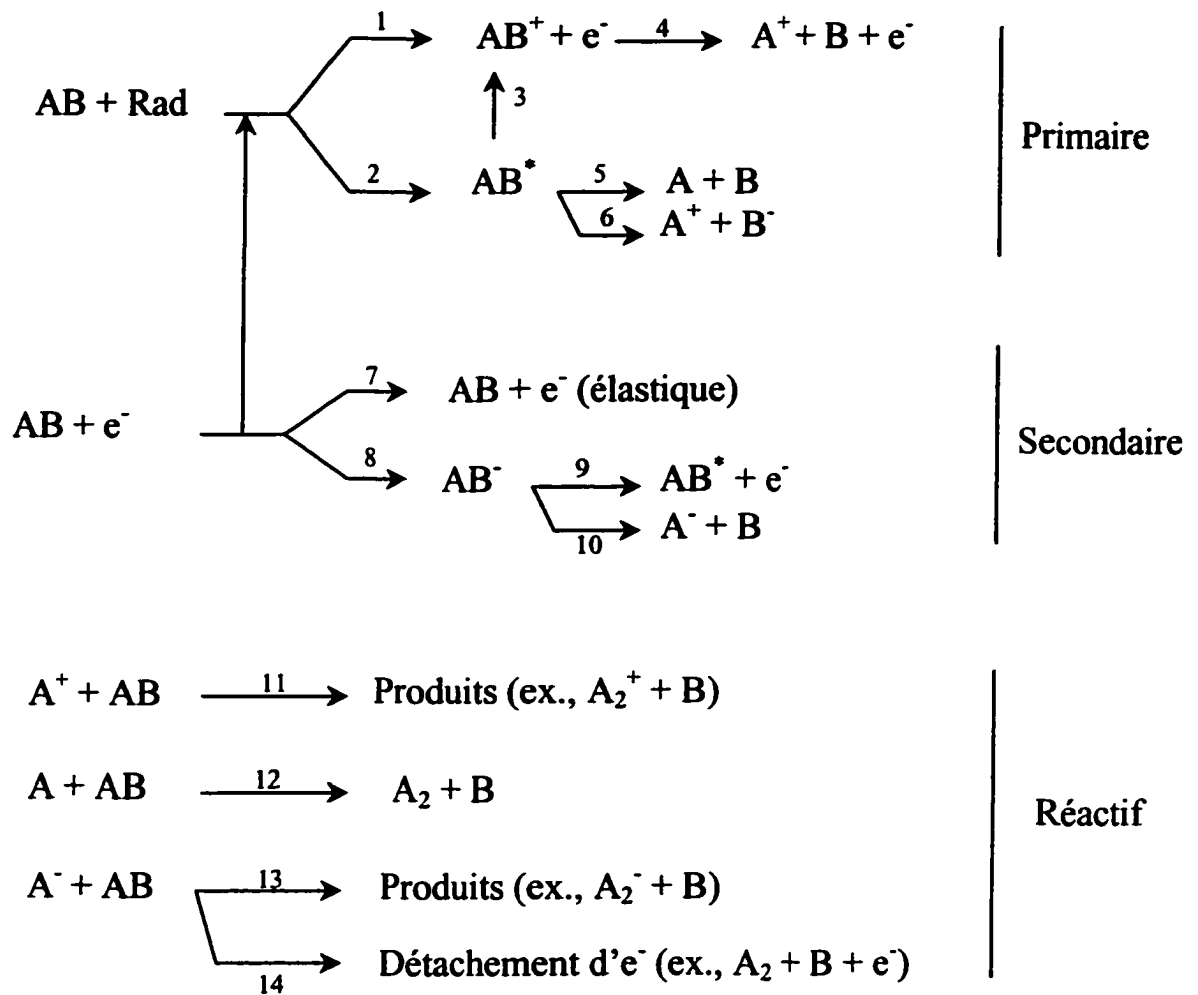 1 AB⁺ + e⁻ 4 A⁺ + B + e⁻
AB + Rad 3
Primaire
2 AB* 5 A + B
6 A⁺ + B⁻
7 AB + e⁻ (élastique)
AB + e⁻
Secondaire
8 AB⁻ 9 AB* + e⁻
10 A⁻ + B
A⁺ + AB 11 Produits (ex., A₂⁺ + B)
A + AB 12 A₂ + B
Réactif
A⁻ + AB 13 Produits (ex., A₂⁻ + B)
14 Détachement d'e⁻ (ex., A₂ + B + e⁻)